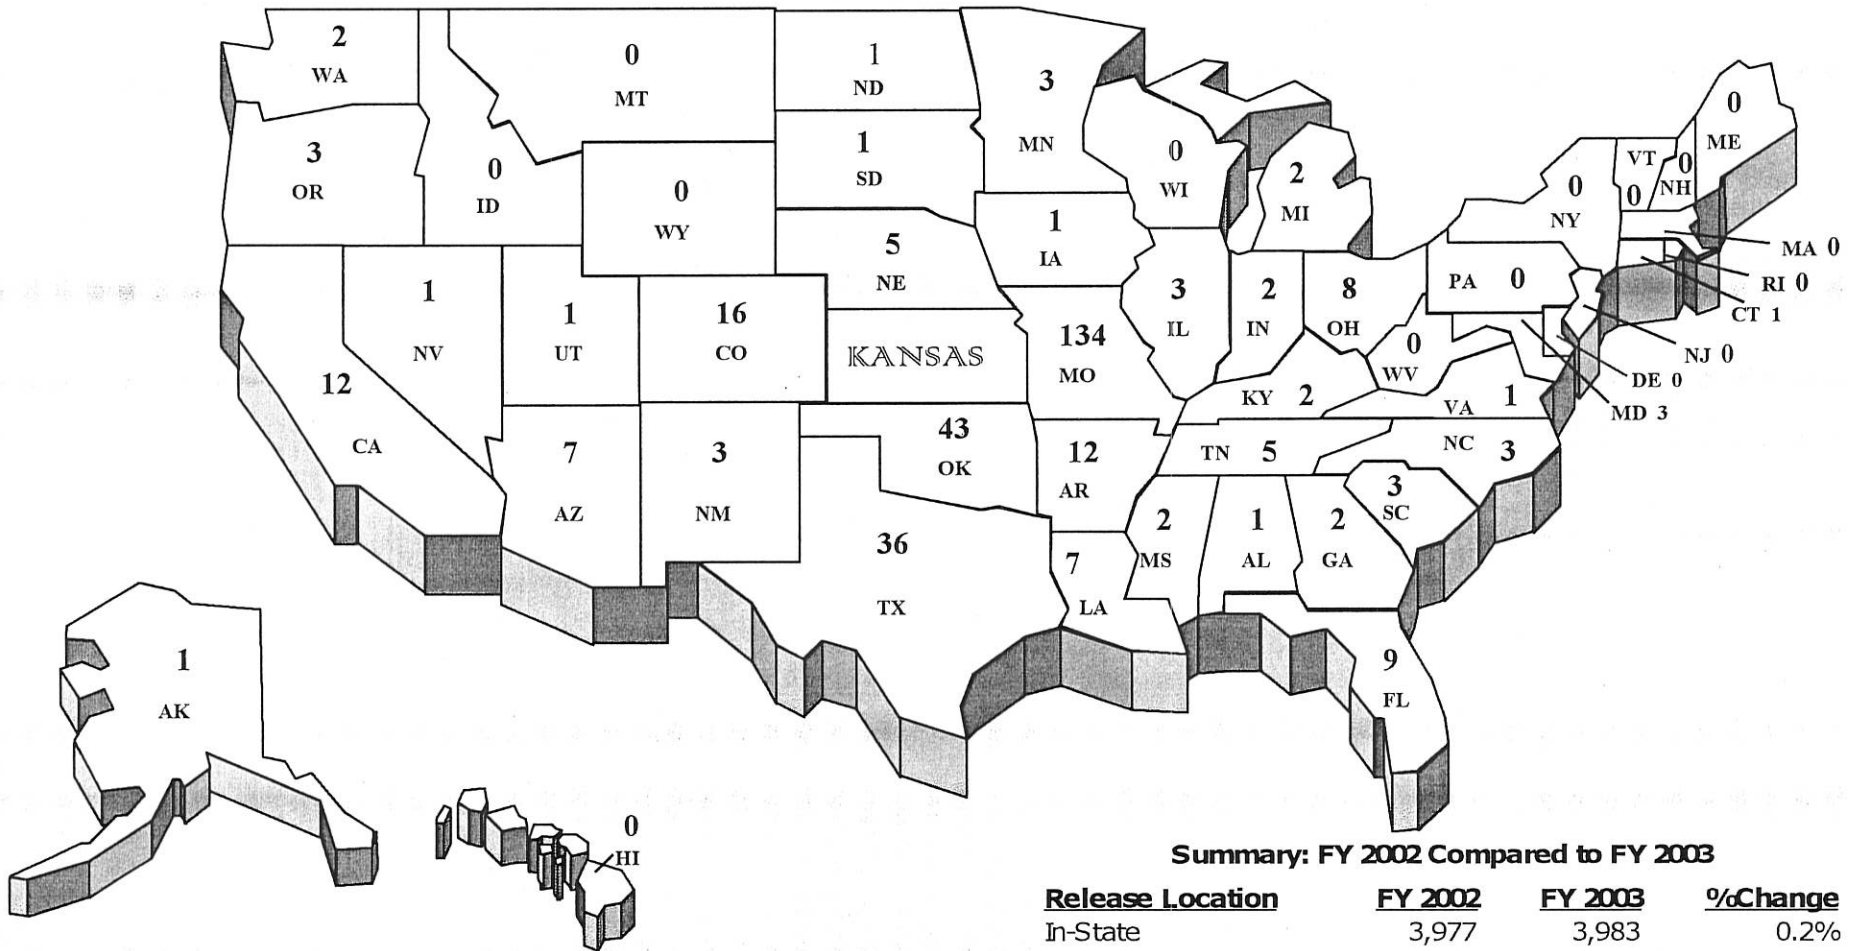 2
WA
0
MT
1
ND
3
MN
0
ME
3
OR
0
ID
0
WY
1
SD
0
WI
2
MI
0
NY
VT
0
0
NH
MA 0
RI 0
CT 1
NJ 0
DE 0
MD 3
5
NE
1
IA
PA 0
1
NV
1
UT
16
CO
KANSAS
134
MO
3
IL
2
IN
8
OH
0
WV
12
CA
KY 2
VA 1
7
AZ
3
NM
43
OK
12
AR
TN 5
NC 3
3
SC
36
TX
7
LA
2
MS
1
AL
2
GA
9
FL
1
AK
0
HI
Summary: FY 2002 Compared to FY 2003
Release Location FY 2002 FY 2003 %Change
In-State 3,977 3,983 0.2%